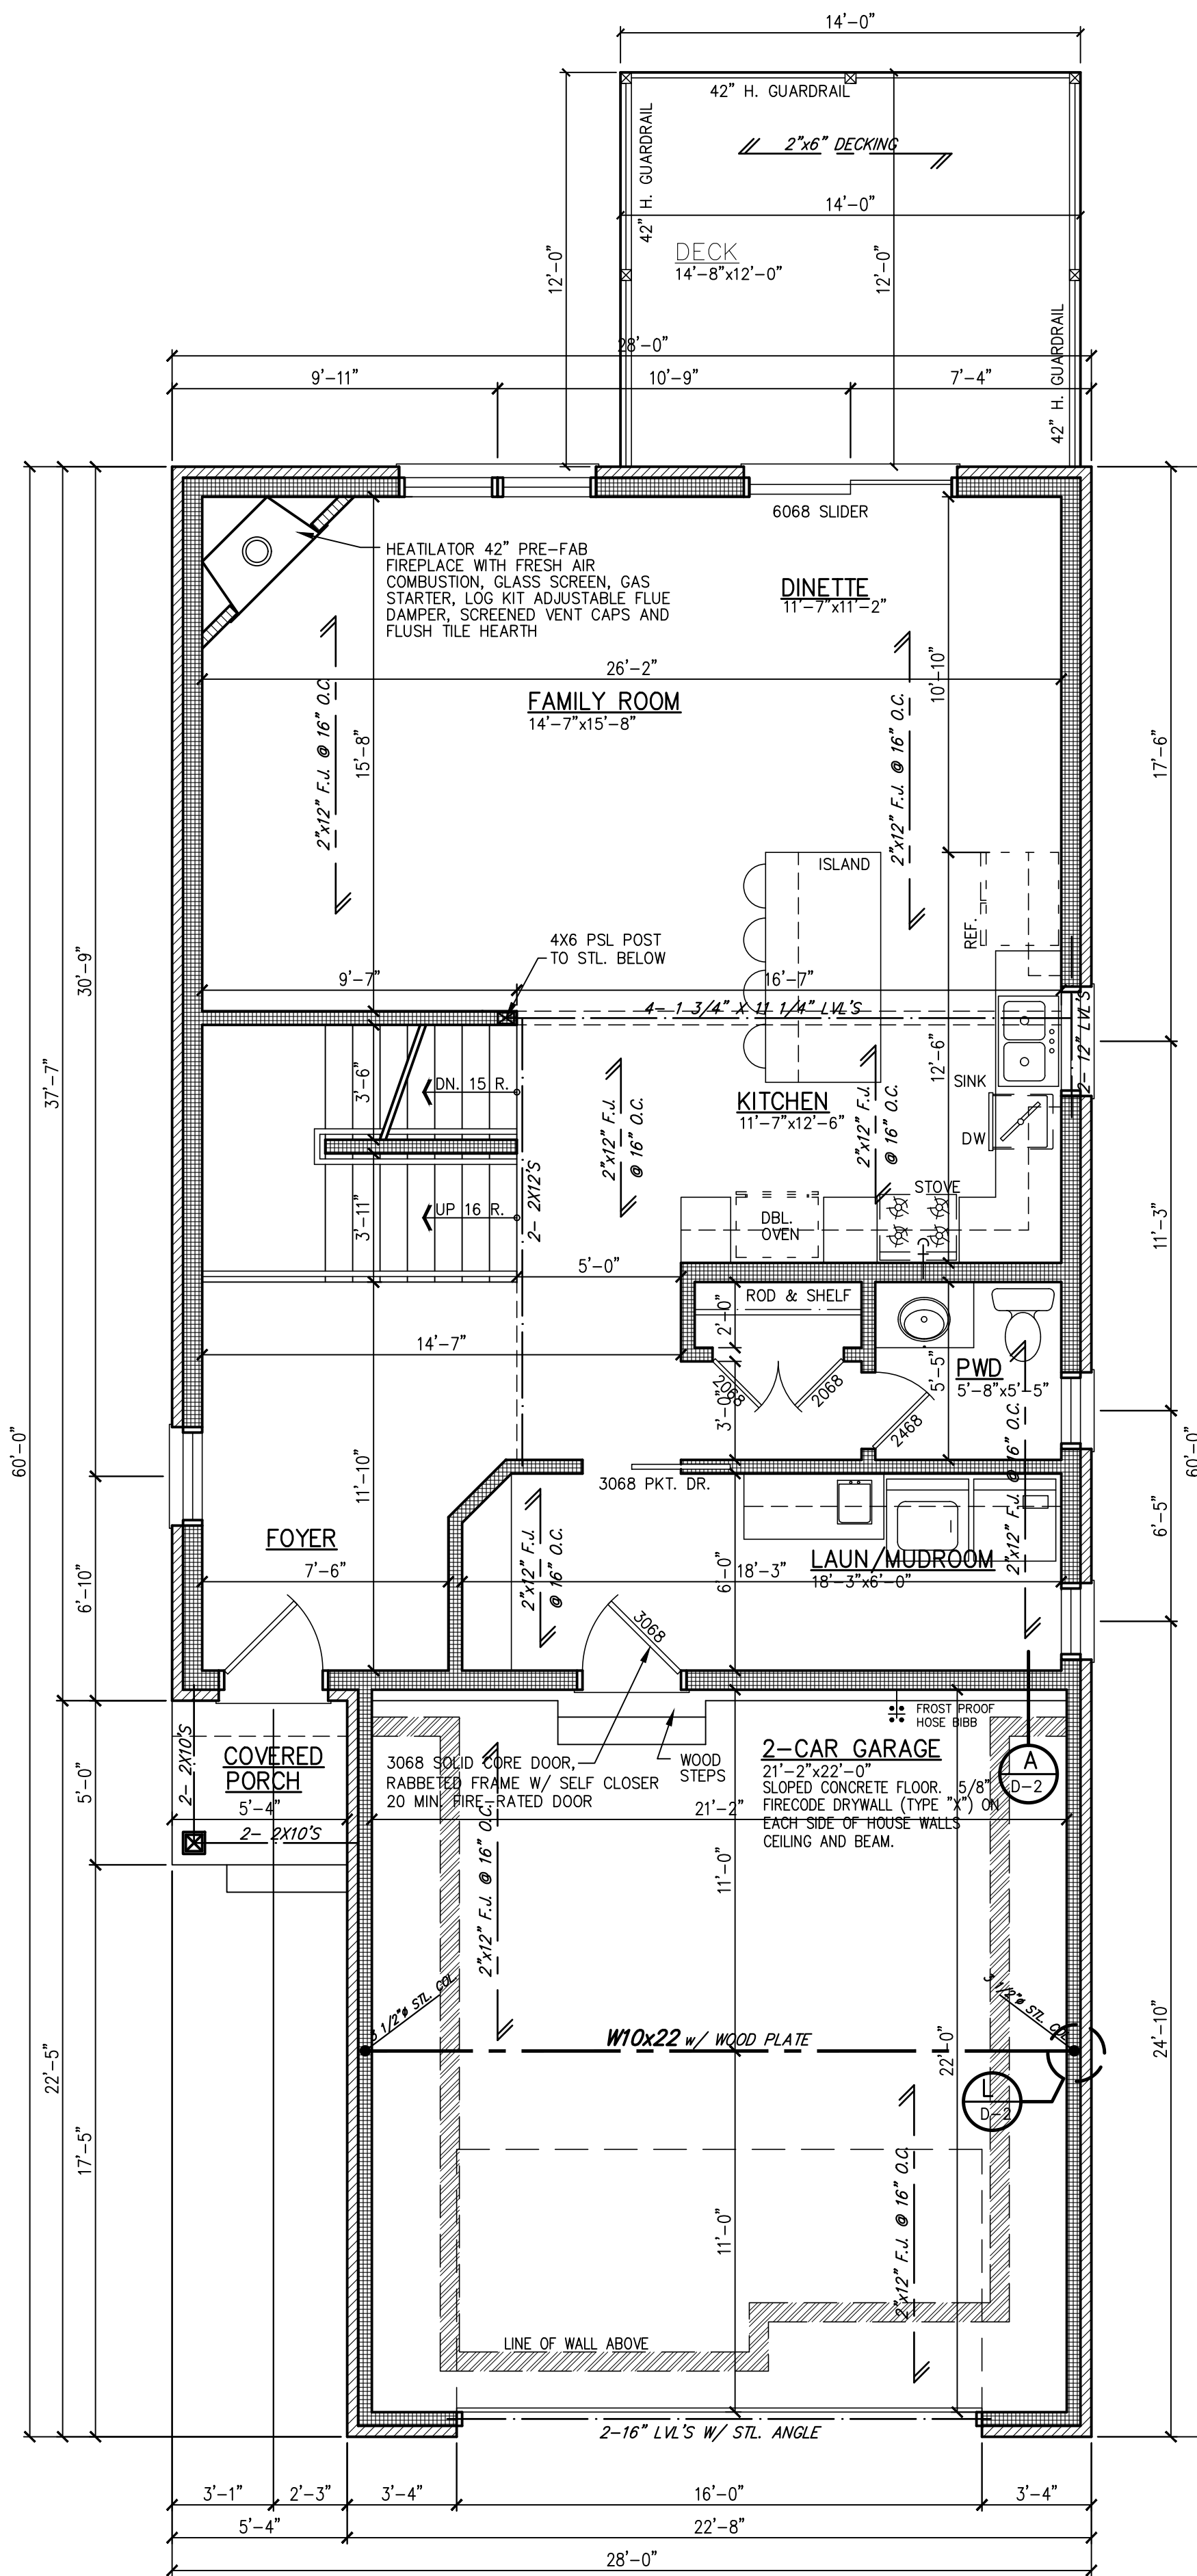 14'-0"
42" H. GUARDRAIL
42" H. GUARDRAIL
2"x6" DECKING
14'-0"
12'-0"
12'-0"
DECK
14'-8"x12'-0"
42" H. GUARDRAIL
28'-0"
9'-11"
10'-9"
7'-4"
6068 SLIDER
HEATILATOR 42" PRE-FAB
FIREPLACE WITH FRESH AIR
COMBUSTION, GLASS SCREEN, GAS
STARTER, LOG KIT ADJUSTABLE FLUE
DAMPER, SCREENED VENT CAPS AND
FLUSH TILE HEARTH
DINETTE
11'-7"x11'-2"
26'-2"
10'-10"
FAMILY ROOM
14'-7"x15'-8"
2"x12" F.J. @ 16" O.C.
15'-8"
2"x12" F.J. @ 16" O.C.
17'-6"
ISLAND
REF.
4X6 PSL POST
TO STL. BELOW
30'-9"
37'-7"
60'-0"
9'-7"
16'-7"
4- 1 3/4" X 11 1/4" LVL'S
2- 12" LVL'S
3'-6"
DN. 15 R.
12'-6"
SINK
KITCHEN
11'-7"x12'-6"
DW
2"x12" F.J.
@ 16" O.C.
2"x12" F.J.
@ 16" O.C.
11'-3"
STOVE
DBL.
OVEN
3'-11"
UP 16 R.
2- 2X12'S
5'-0"
ROD & SHELF
2'-0"
14'-7"
PWD
5'-8"x5'-5"
5'-5"
2068
2068
3'-0"
2468
2"x12" F.J. @ 16" O.C.
60'-0"
11'-10"
3068 PKT. DR.
6'-5"
FOYER
7'-6"
2"x12" F.J.
@ 16" O.C.
LAUN/MUDROOM
18'-3"x6'-0"
18'-3"
6'-0"
3068
6'-10"
FROST PROOF
HOSE BIBB
COVERED
PORCH
5'-4"
2- 2X10'S
2- 2X10'S
5'-0"
3068 SOLID CORE DOOR,
RABBETED FRAME W/ SELF CLOSER
20 MIN. FIRE-RATED DOOR
WOOD
STEPS
2-CAR GARAGE
21'-2"x22'-0"
SLOPED CONCRETE FLOOR. 5/8"
FIRECODE DRYWALL (TYPE "X") ON
EACH SIDE OF HOUSE WALLS
CEILING AND BEAM.
A
D-2
21'-2"
2"x12" F.J. @ 16" O.C.
11'-0"
3 1/2"ø STL. COL.
3 1/2"ø STL. COL.
W10x22 w/ WOOD PLATE
22'-0"
24'-10"
22'-5"
17'-5"
L
D-2
2"x12" F.J. @ 16" O.C.
11'-0"
LINE OF WALL ABOVE
2-16" LVL'S W/ STL. ANGLE
3'-1"
2'-3"
3'-4"
16'-0"
3'-4"
5'-4"
22'-8"
28'-0"